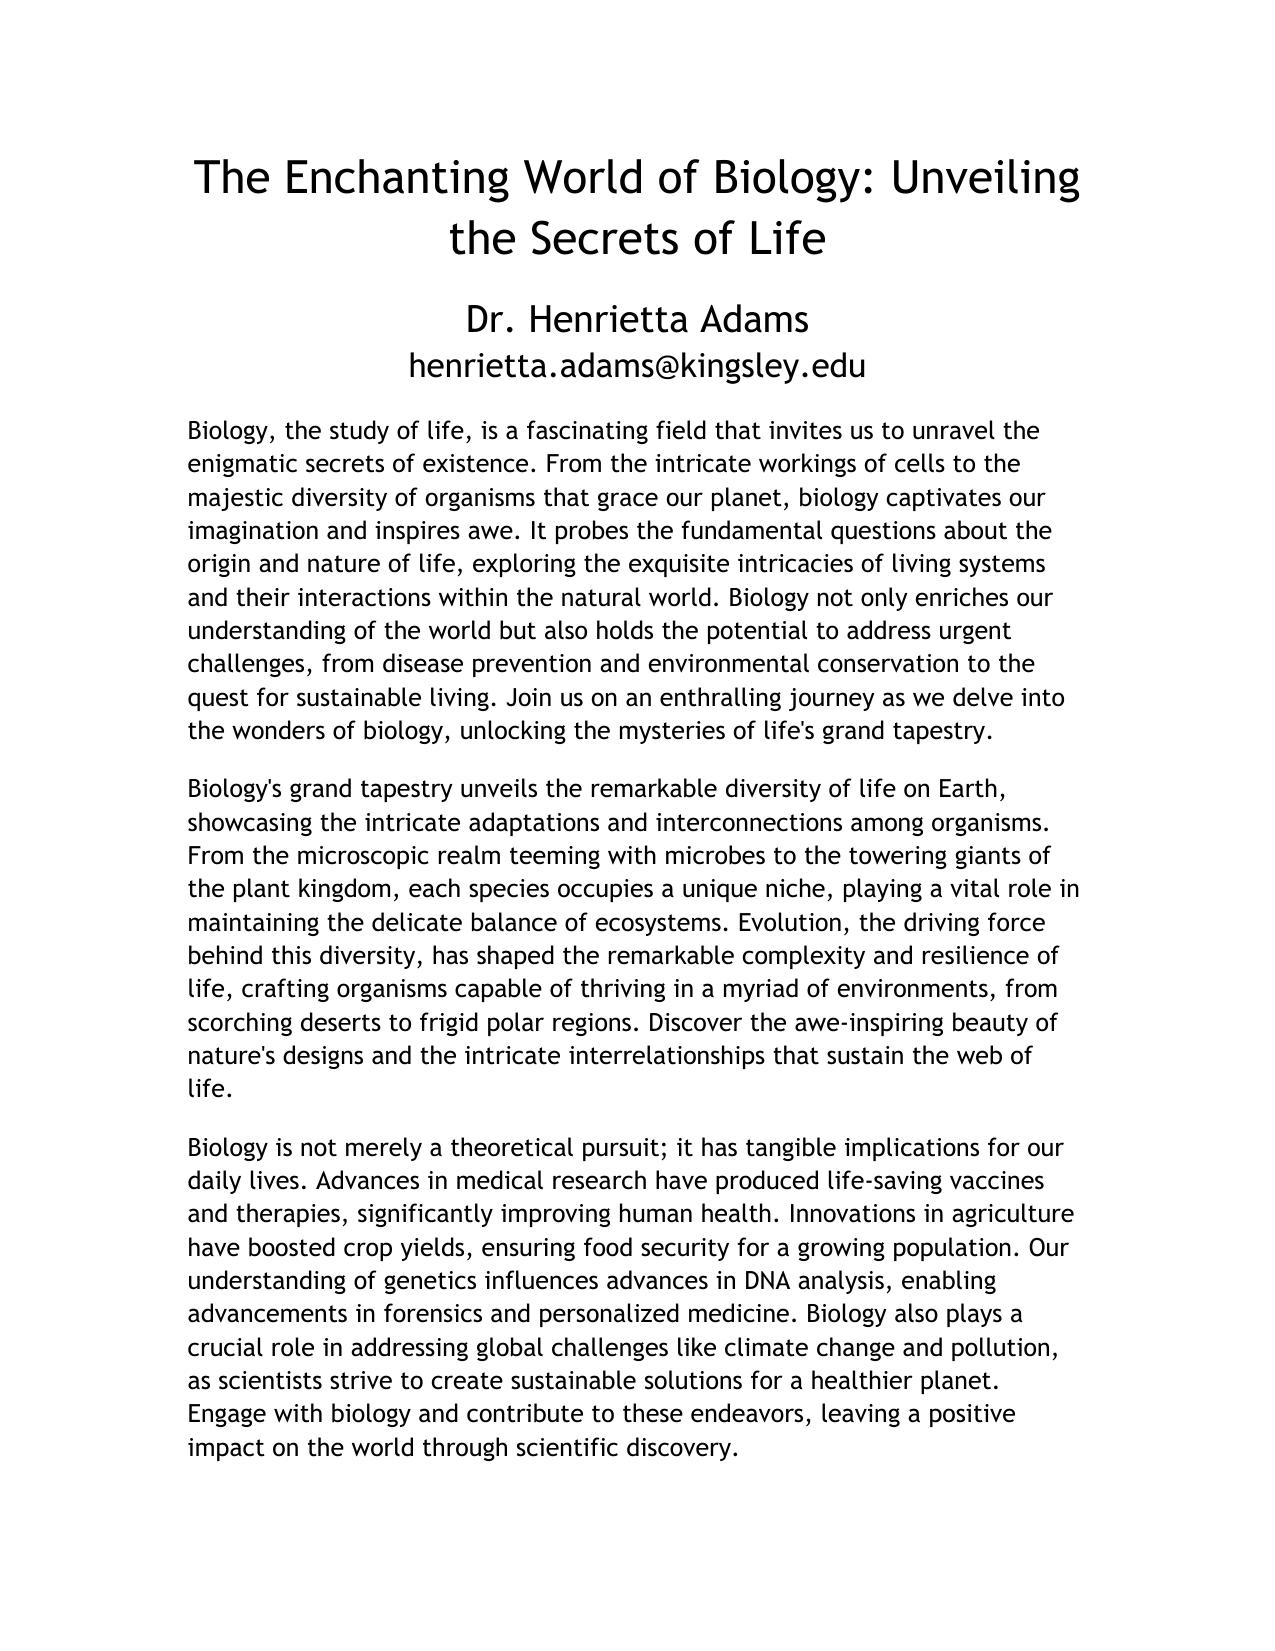 The Enchanting World of Biology: Unveiling
the Secrets of Life
Dr. Henrietta Adams
henrietta.adams@kingsley.edu
Biology, the study of life, is a fascinating field that invites us to unravel the
enigmatic secrets of existence. From the intricate workings of cells to the
majestic diversity of organisms that grace our planet, biology captivates our
imagination and inspires awe. It probes the fundamental questions about the
origin and nature of life, exploring the exquisite intricacies of living systems
and their interactions within the natural world. Biology not only enriches our
understanding of the world but also holds the potential to address urgent
challenges, from disease prevention and environmental conservation to the
quest for sustainable living. Join us on an enthralling journey as we delve into
the wonders of biology, unlocking the mysteries of life's grand tapestry.
Biology's grand tapestry unveils the remarkable diversity of life on Earth,
showcasing the intricate adaptations and interconnections among organisms.
From the microscopic realm teeming with microbes to the towering giants of
the plant kingdom, each species occupies a unique niche, playing a vital role in
maintaining the delicate balance of ecosystems. Evolution, the driving force
behind this diversity, has shaped the remarkable complexity and resilience of
life, crafting organisms capable of thriving in a myriad of environments, from
scorching deserts to frigid polar regions. Discover the awe-inspiring beauty of
nature's designs and the intricate interrelationships that sustain the web of
life.
Biology is not merely a theoretical pursuit; it has tangible implications for our
daily lives. Advances in medical research have produced life-saving vaccines
and therapies, significantly improving human health. Innovations in agriculture
have boosted crop yields, ensuring food security for a growing population. Our
understanding of genetics influences advances in DNA analysis, enabling
advancements in forensics and personalized medicine. Biology also plays a
crucial role in addressing global challenges like climate change and pollution,
as scientists strive to create sustainable solutions for a healthier planet.
Engage with biology and contribute to these endeavors, leaving a positive
impact on the world through scientific discovery.